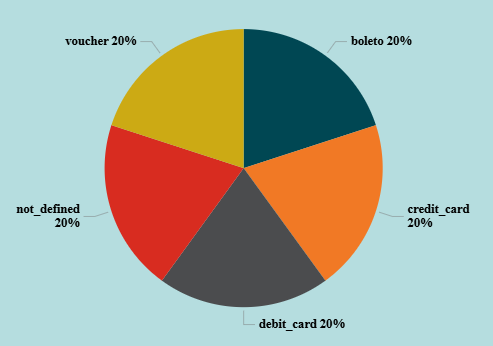 voucher 20%
boleto 20%
not_defined
20%
credit_card
20%
debit_card 20%